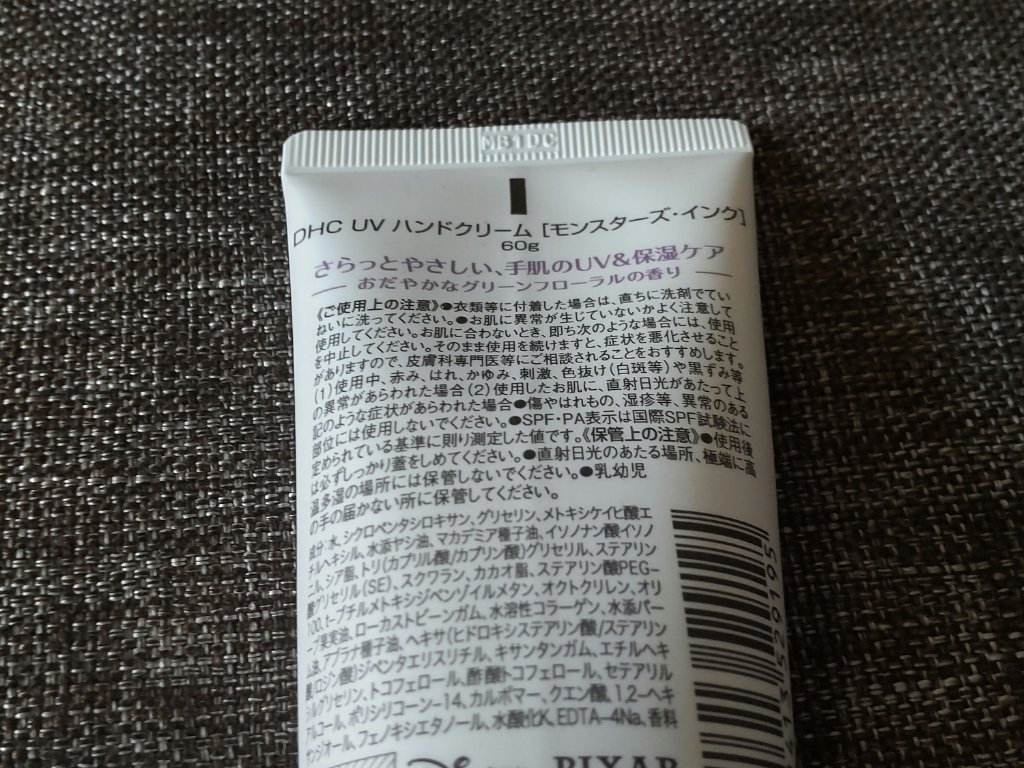 MB1DC
DHC UV ハンドクリーム [モンスターズ・インク]
60g
さらっとやさしい、手肌のUV&保湿ケア
おだやかなグリーンフローラルの香り
《ご使用上の注意》●衣類等に付着した場合は、直ちに洗剤でてい
ねいに洗ってください。●お肌に異常が生じていないかよく注意して
使用してください。お肌に合わないとき、即ち次のような場合には、使用
を中止してください。そのまま使用を続けますと、症状を悪化させること
がありますので、皮膚科専門医等にご相談されることをおすすめします。
(1)使用中、赤み、はれ、かゆみ、刺激、色抜け(白斑等)や黒ずみ等
の異常があらわれた場合(2)使用したお肌に、直射日光があたって上
記のような症状があらわれた場合●傷やはれもの、湿疹等、異常のある
部位には使用しないでください。●SPF・PA表示は国際SPF試験法に
定められている基準に則り測定した値です。《保管上の注意》●使用後
は必ずしっかり蓋をしめてください。●直射日光のあたる場所、極端に高
温多湿の場所には保管しないでください。●乳幼児
の手の届かない所に保管してください。
成分:水、シクロペンタシロキサン、グリセリン、メトキシケイヒ酸エ
チルヘキシル、水添ヤシ油、マカデミア種子油、イソノナン酸イソノ
ニル、シア脂、トリ(カプリル酸/カプリン酸)グリセリル、ステアリン
酸グリセリル(SE)、スクワラン、カカオ脂、ステアリン酸PEG-
100、t-ブチルメトキシジベンゾイルメタン、オクトクリレン、オリ
ーブ果実油、ローカストビーンガム、水溶性コラーゲン、水添パー
ム油、アブラナ種子油、ヘキサ(ヒドロキシステアリン酸/ステアリン
酸/ロジン酸)ジペンタエリスリチル、キサンタンガム、エチルヘキ
シルグリセリン、トコフェロール、酢酸トコフェロール、セテアリル
アルコール、ポリシリコーン-14、カルボマー、クエン酸、1,2-ヘキ
サンジオール、フェノキシエタノール、水酸化K、EDTA-4Na、香料
PIXAR